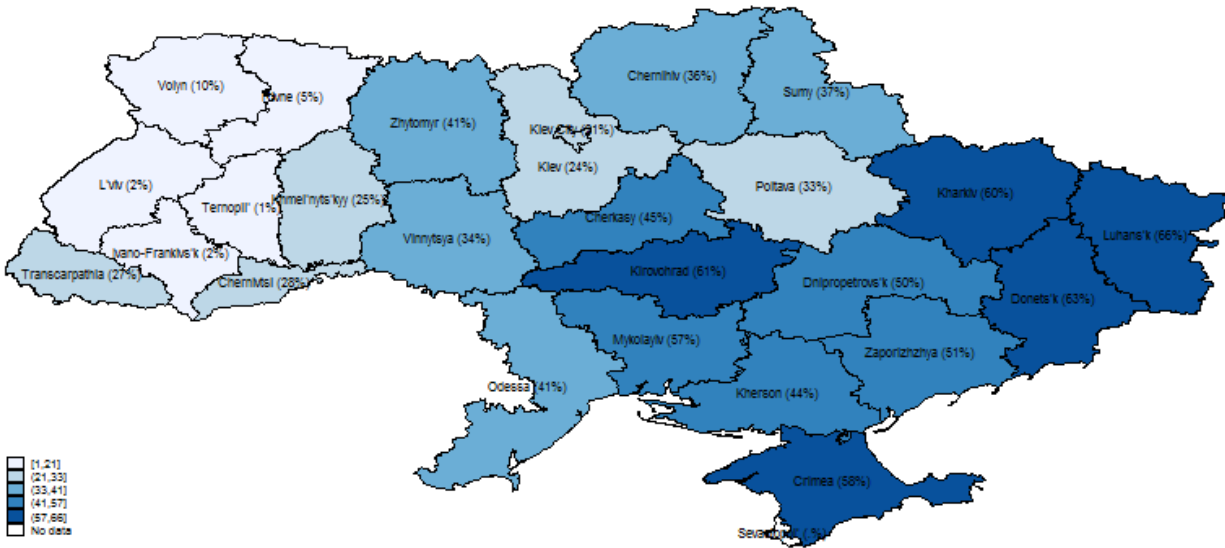 Chernihiv (36%)
Volyn (10%)
Sumy (37%)
(5%)
Zhytomyr (41%)
Kiev City
Kiev (24%)
L'viv (2%)
Poltava (33%)
Kharkiv (60%)
Ternopil' (1%)
Khmel'nyts'kyy (25%)
Cherkasy (45%)
Vinnytsya (34%)
Luhans'k (66%)
Ivano-Frankivs'k (2%)
Transcarpathia (27%)
Chernivtsi (28%)
Kirovohrad (61%)
Dnipropetrovs'k (50%)
Donets'k (63%)
Mykolayiv (57%)
Zaporizhzhya (51%)
Odessa (41%)
Kherson (44%)
Crimea (58%)
[1,21]
(21,33]
(33,41]
(41,57]
(57,66]
No data